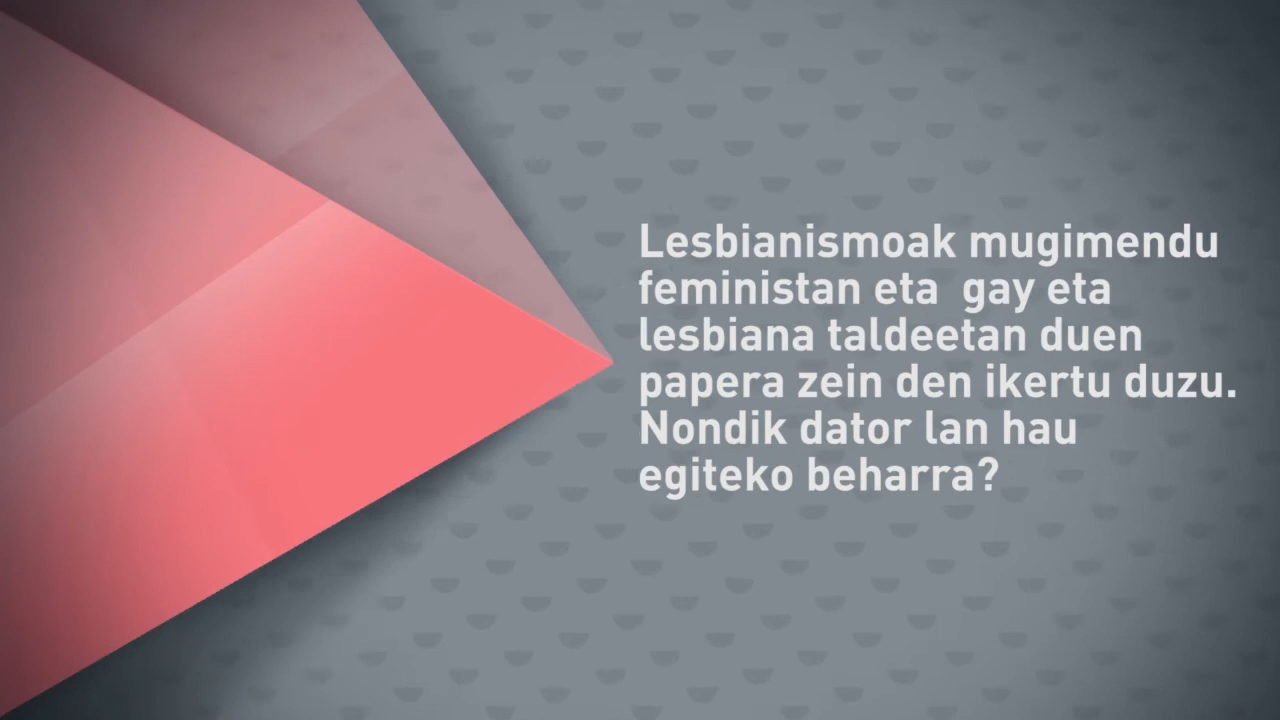 Lesbianismoak mugimendu
feministan eta  gay eta
lesbiana taldeetan duen
papera zein den ikertu duzu.
Nondik dator lan hau
egiteko beharra?